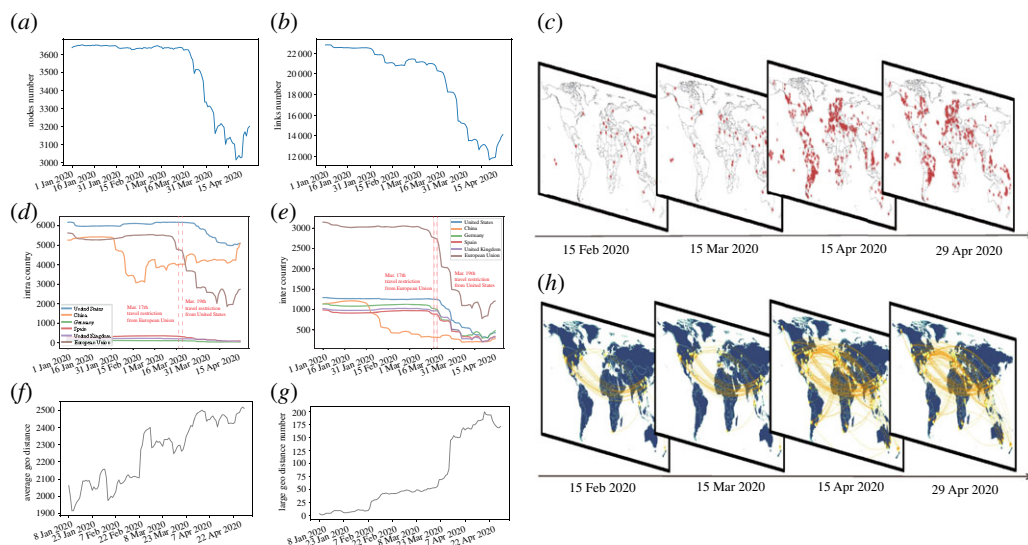 (a)
nodes number
3600
3500
3400
3300
3200
3100
3000
1 Jan 2020
16 Jan 2020
31 Jan 2020
15 Feb 2020
1 Mar 2020
16 Mar 2020
31 Mar 2020
15 Apr 2020
(b)
links number
22 000
20 000
18 000
16 000
14 000
12 000
1 Jan 2020
16 Jan 2020
31 Jan 2020
15 Feb 2020
1 Mar 2020
16 Mar 2020
31 Mar 2020
15 Apr 2020
(c)
15 Feb 2020
15 Mar 2020
15 Apr 2020
29 Apr 2020
(d)
intra country
6000
5000
4000
3000
2000
1000
0
United States
China
Germany
Spain
United Kingdom
European Union
Mar. 17th
travel restriction
from European Union
Mar. 19th
travel restriction
from United States
1 Jan 2020
16 Jan 2020
31 Jan 2020
15 Feb 2020
1 Mar 2020
16 Mar 2020
31 Mar 2020
15 Apr 2020
(e)
inter country
3000
2500
2000
1500
1000
500
United States
China
Germany
Spain
United Kingdom
European Union
Mar. 17th
travel restriction
from European Union
Mar. 19th
travel restriction
from United States
1 Jan 2020
16 Jan 2020
31 Jan 2020
15 Feb 2020
1 Mar 2020
16 Mar 2020
31 Mar 2020
15 Apr 2020
(f)
average geo distance
2500
2400
2300
2200
2100
2000
1900
8 Jan 2020
23 Jan 2020
7 Feb 2020
22 Feb 2020
8 Mar 2020
23 Mar 2020
7 Apr 2020
22 Apr 2020
(g)
large geo distance number
200
175
150
125
100
75
50
25
0
8 Jan 2020
23 Jan 2020
7 Feb 2020
22 Feb 2020
8 Mar 2020
23 Mar 2020
7 Apr 2020
22 Apr 2020
(h)
15 Feb 2020
15 Mar 2020
15 Apr 2020
29 Apr 2020